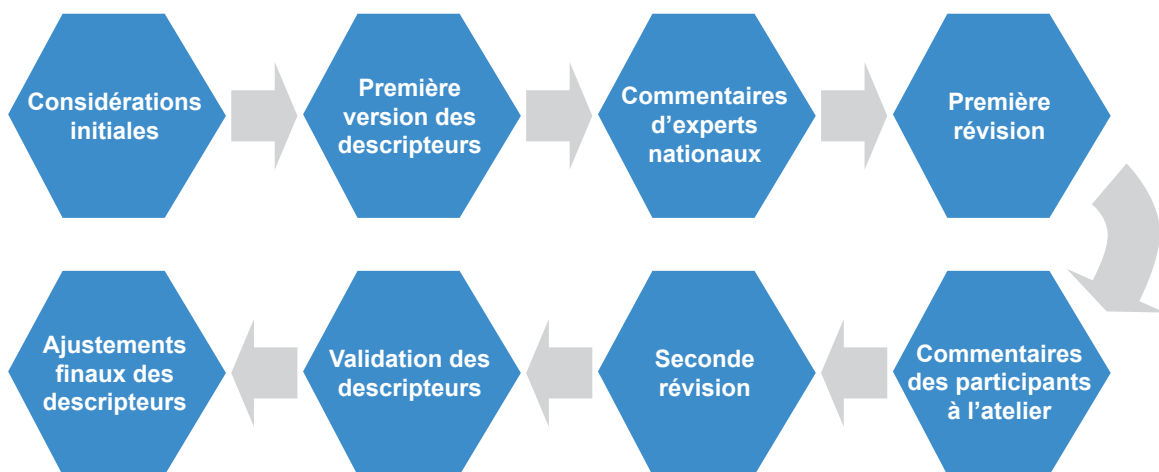 Considérations
initiales
Première
version des
descripteurs
Commentaires
d’experts
nationaux
Première
révision
Commentaires
des participants
à l’atelier
Seconde
révision
Validation des
descripteurs
Ajustements
finaux des
descripteurs